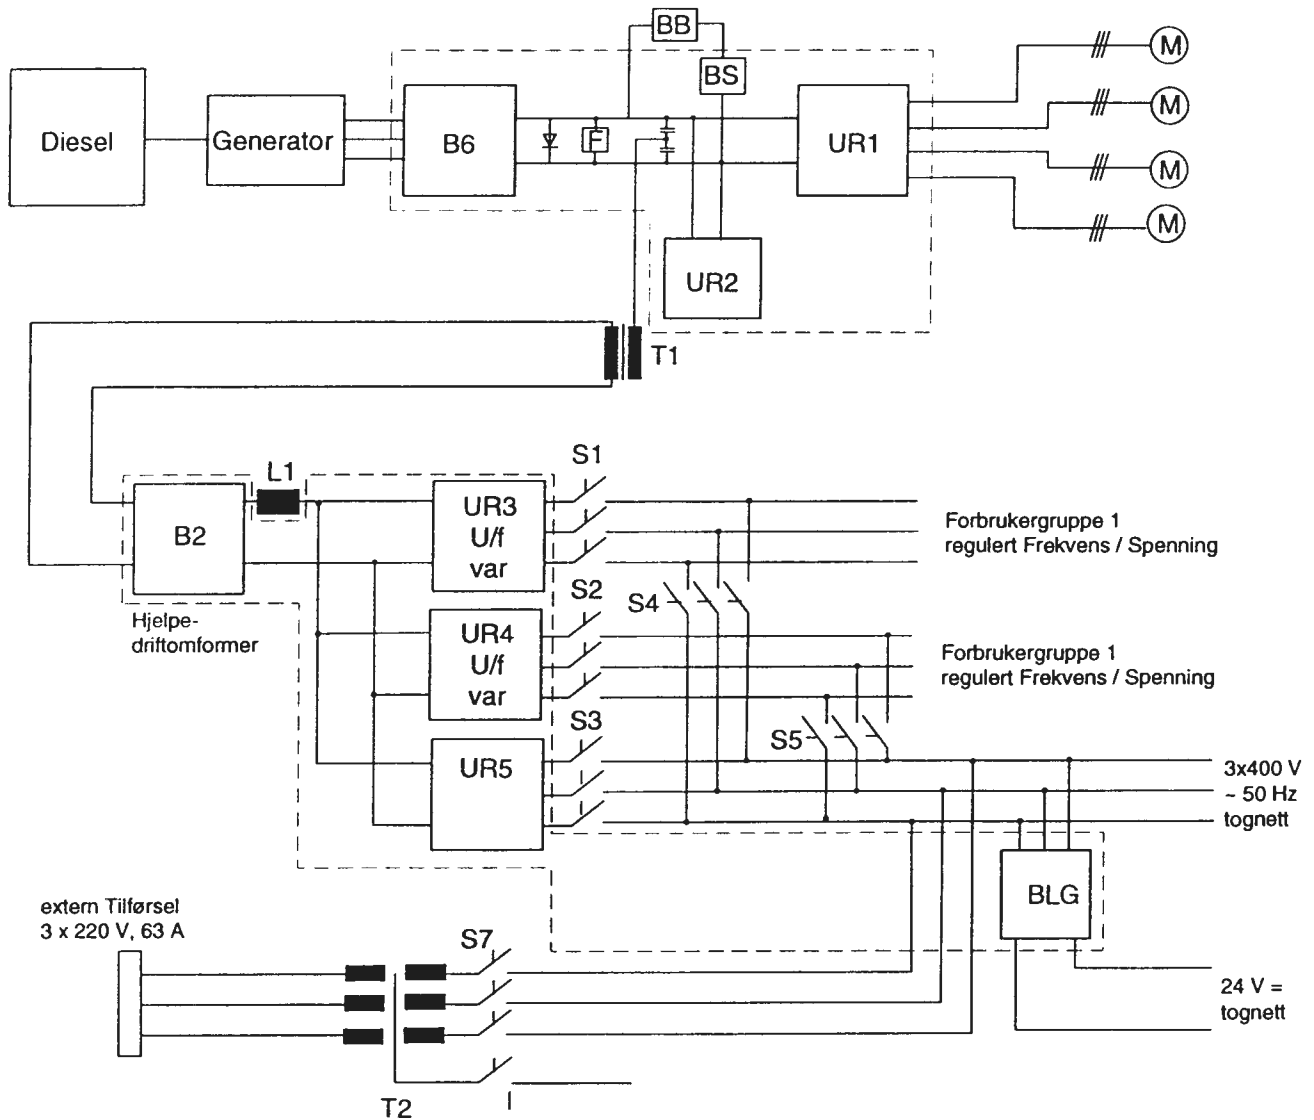 BB
BS
M
Diesel
Generator
B6
F
UR1
M
M
M
UR2
T1
L1
S1
B2
UR3
U/f
var
Forbrukergruppe 1
regulert Frekvens / Spenning
S2
S4
Hjelpe-
driftomformer
UR4
U/f
var
Forbrukergruppe 1
regulert Frekvens / Spenning
S3
S5
UR5
3x400 V
~ 50 Hz
tognett
BLG
extern Tilførsel
3 x 220 V, 63 A
S7
24 V =
tognett
T2